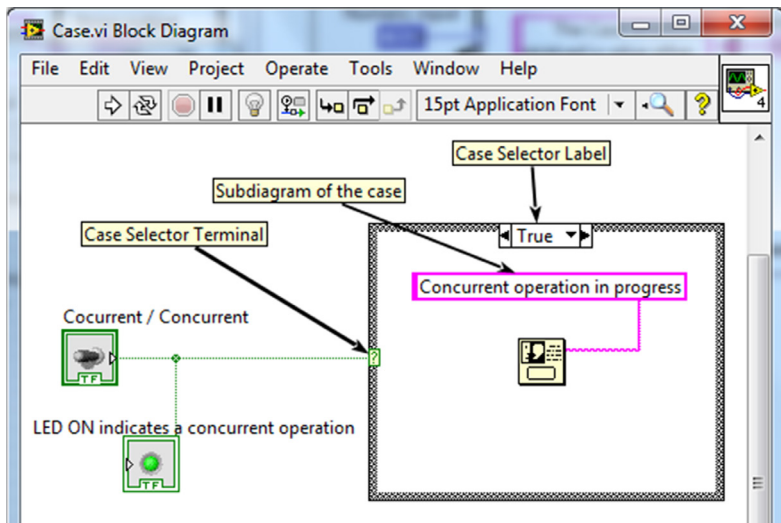 Case.vi Block Diagram
File Edit View Project Operate Tools Window Help
15pt Application Font
4
Case Selector Label
Subdiagram of the case
Case Selector Terminal
True
Concurrent operation in progress
Cocurrent / Concurrent
?
TF
LED ON indicates a concurrent operation
TF